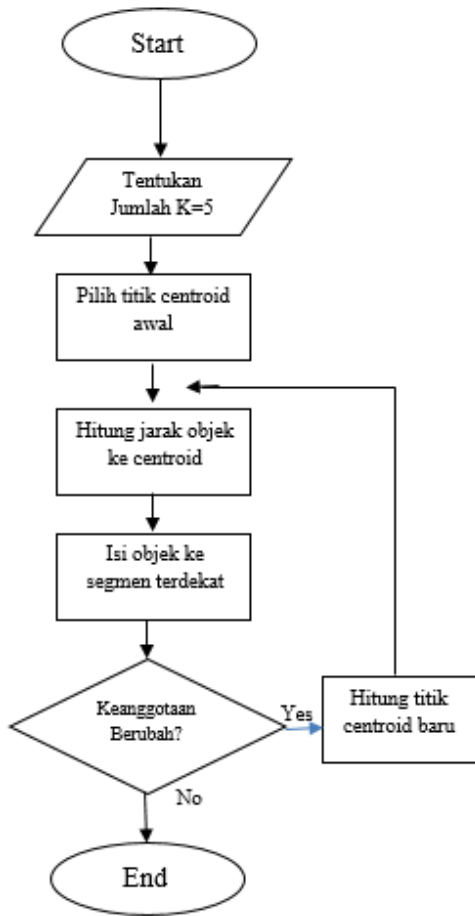 Start
Tentukan
Jumlah K=5
Pilih titik centroid
awal
Hitung jarak objek
ke centroid
Isi objek ke
segmen terdekat
Keanggotaan
Berubah?
Yes
Hitung titik
centroid baru
No
End